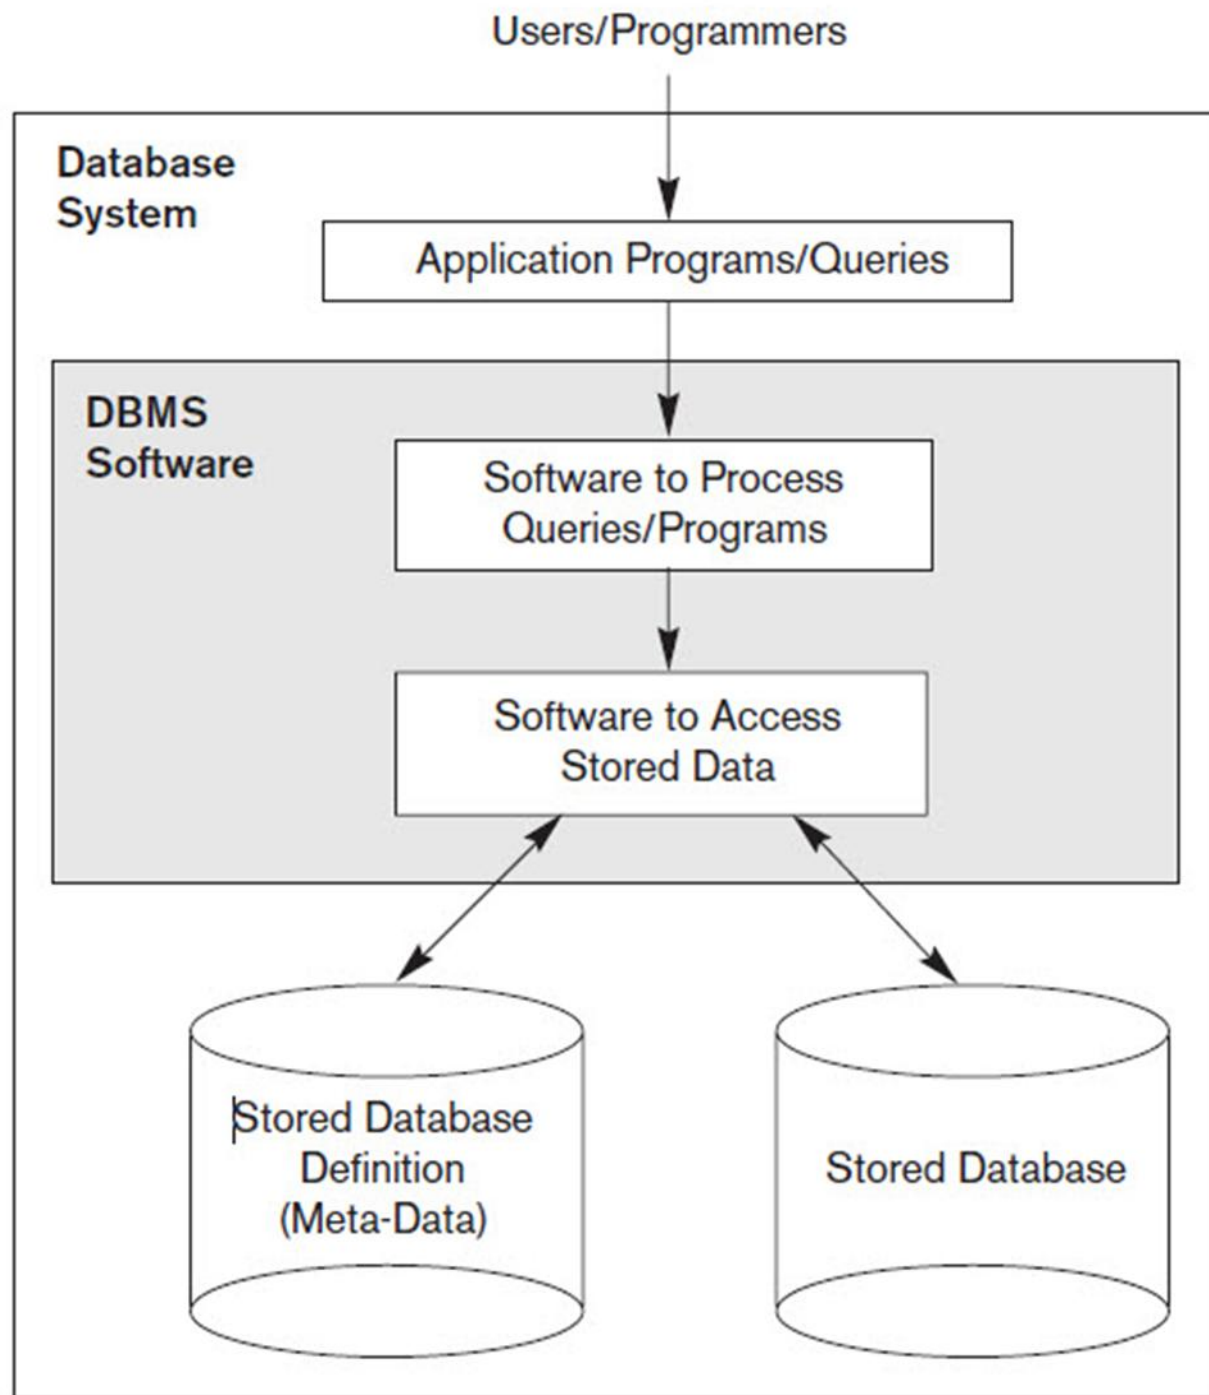 Users/Programmers
Database
System
Application Programs/Queries
DBMS
Software
Software to Process
Queries/Programs
Software to Access
Stored Data
Stored Database
Definition
(Meta-Data)
Stored Database